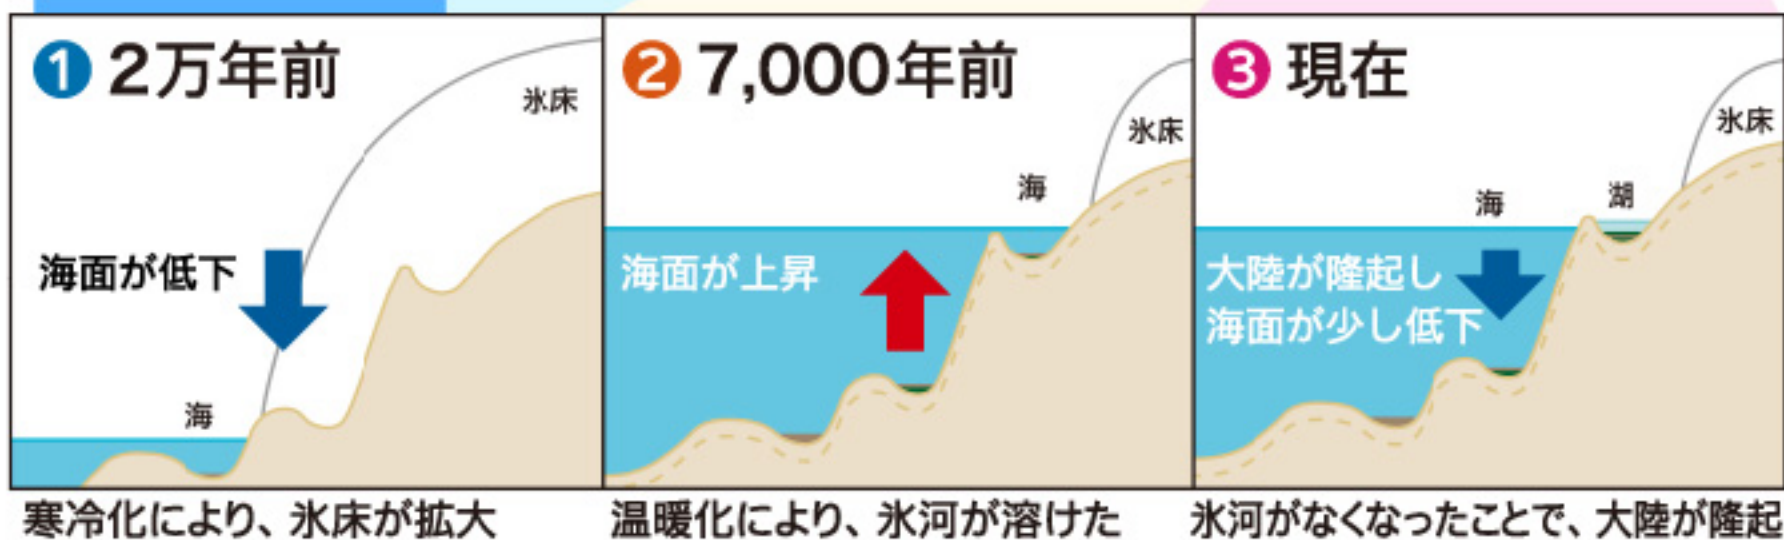 1 2万年前
氷床
海面が低下
海
寒冷化により、氷床が拡大
2 7,000年前
氷床
海
海面が上昇
温暖化により、氷河が溶けた
3 現在
氷床
湖
海
大陸が隆起し
海面が少し低下
氷河がなくなったことで、大陸が隆起